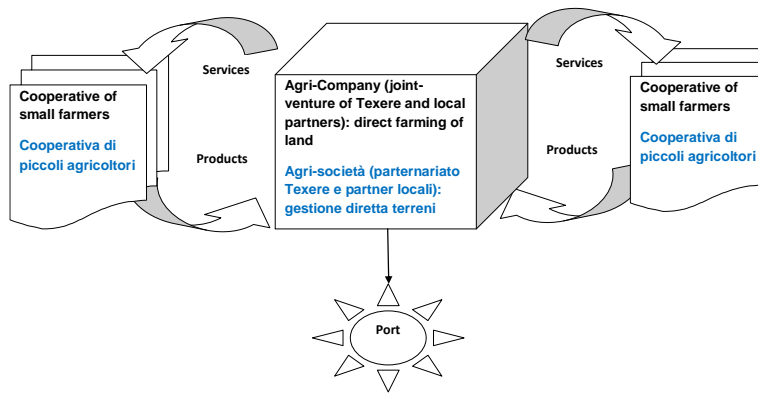 Services
Cooperative of
small farmers
Cooperativa di
piccoli agricoltori
Products
Agri-Company (joint-
venture of Texere and local
partners): direct farming of
land
Agri-società (parternariato
Texere e partner locali):
gestione diretta terreni
Services
Products
Cooperative of
small farmers
Cooperativa di
piccoli agricoltori
Port